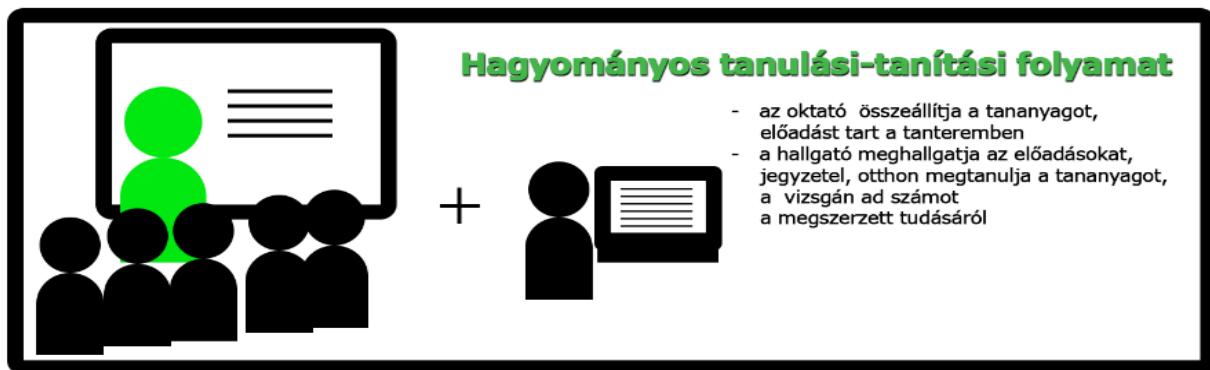 Hagyományos tanulási-tanítási folyamat
- az oktató összeállítja a tananyagot,
előadást tart a tanteremben
- a hallgató meghallgatja az előadásokat,
jegyzetel, otthon megtanulja a tananyagot,
a vizsgán ad számot
a megszerzett tudásáról
+